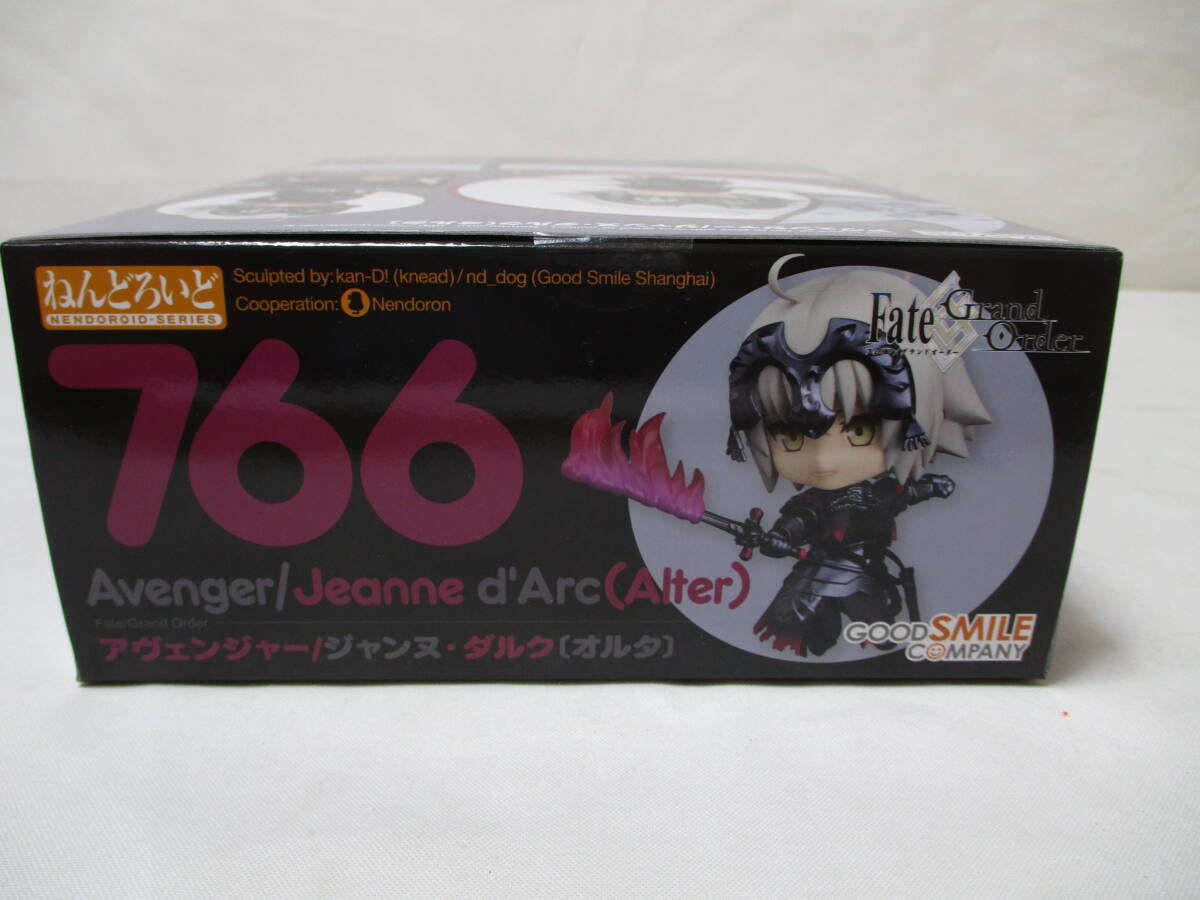 ねんどろいど
NENDOROID-SERIES
Sculpted by:kan-D! (knead)/nd_dog (Good Smile Shanghai)
Cooperation: Nendoron
766
Fate Grand Order
Avenger/Jeanne d'Arc(Alter)
Fate/Grand Order
アヴェンジャー/ジャンヌ・ダルク〔オルタ〕
GOOD SMILE
COMPANY